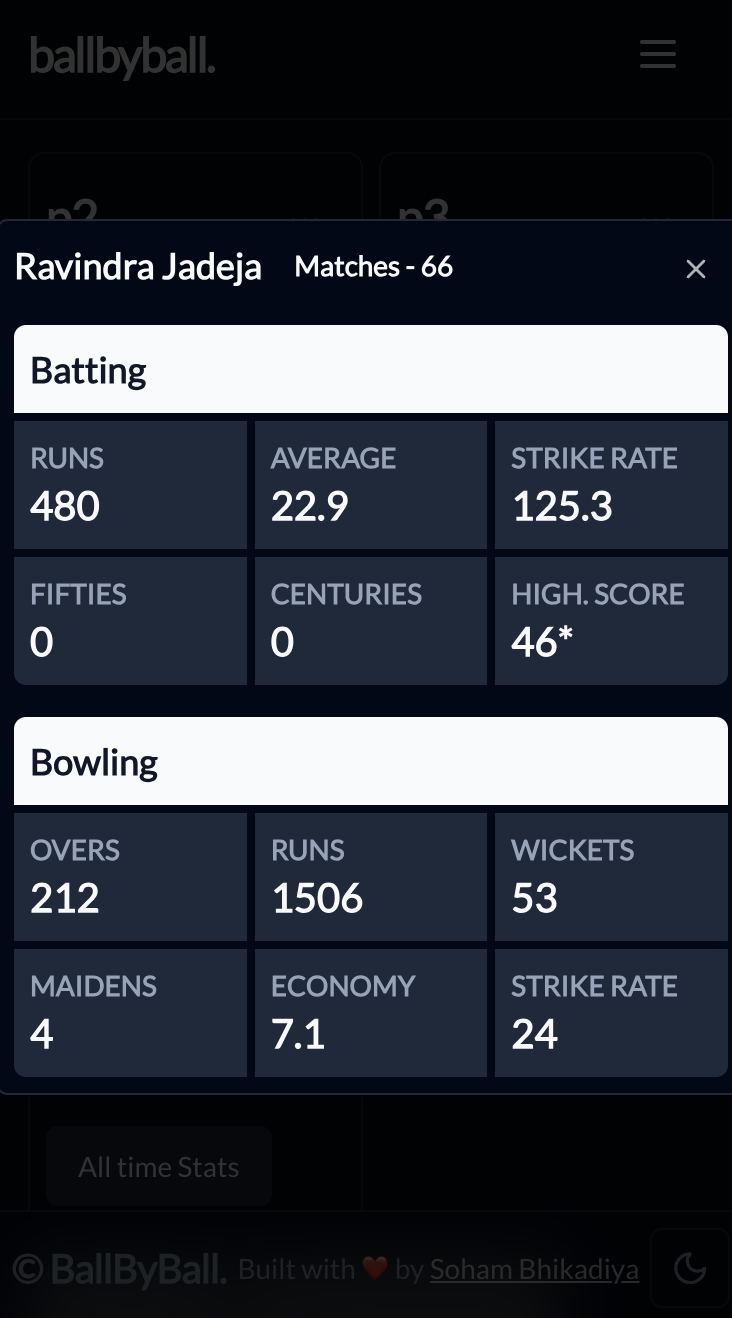 ballbyball.
n2 n3
Ravindra Jadeja Matches - 66
Batting
RUNS AVERAGE STRIKE RATE
480 22.9 125.3
FIFTIES CENTURIES HIGH. SCORE
0 0 46*
Bowling
OVERS RUNS WICKETS
212 1506 53
MAIDENS ECONOMY STRIKE RATE
4 7.1 24
All time Stats
© BallByBall. Built with ❤️ by Soham Bhikadiya